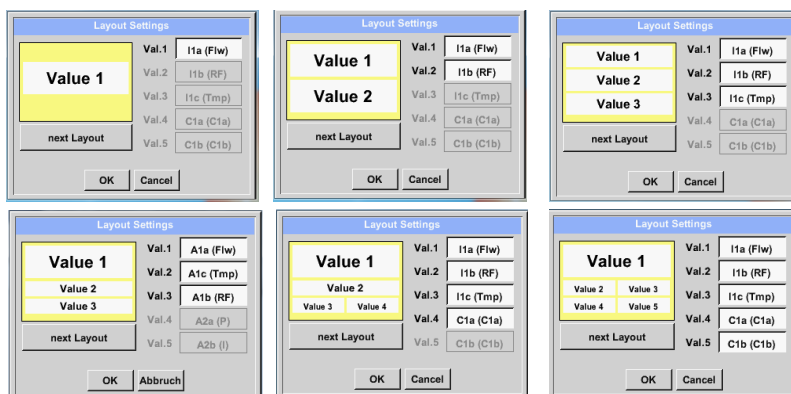 Layout Settings
Value 1
Val.1 I1a (Flw)
Val.2 I1b (RF)
Val.3 I1c (Tmp)
Val.4 C1a (C1a)
Val.5 C1b (C1b)
next Layout
OK Cancel
Layout Settings
Value 1
Value 2
Val.1 I1a (Flw)
Val.2 I1b (RF)
Val.3 I1c (Tmp)
Val.4 C1a (C1a)
Val.5 C1b (C1b)
next Layout
OK Cancel
Layout Settings
Value 1
Value 2
Value 3
Val.1 I1a (Flw)
Val.2 I1b (RF)
Val.3 I1c (Tmp)
Val.4 C1a (C1a)
Val.5 C1b (C1b)
next Layout
OK Cancel
Layout Settings
Value 1
Value 2
Value 3
Val.1 A1a (Flw)
Val.2 A1c (Tmp)
Val.3 A1b (RF)
Val.4 A2a (P)
Val.5 A2b (I)
next Layout
OK Abbruch
Layout Settings
Value 1
Value 2
Value 3 Value 4
Val.1 I1a (Flw)
Val.2 I1b (RF)
Val.3 I1c (Tmp)
Val.4 C1a (C1a)
Val.5 C1b (C1b)
next Layout
OK Cancel
Layout Settings
Value 1
Value 2 Value 3
Value 4 Value 5
Val.1 I1a (Flw)
Val.2 I1b (RF)
Val.3 I1c (Tmp)
Val.4 C1a (C1a)
Val.5 C1b (C1b)
next Layout
OK Cancel